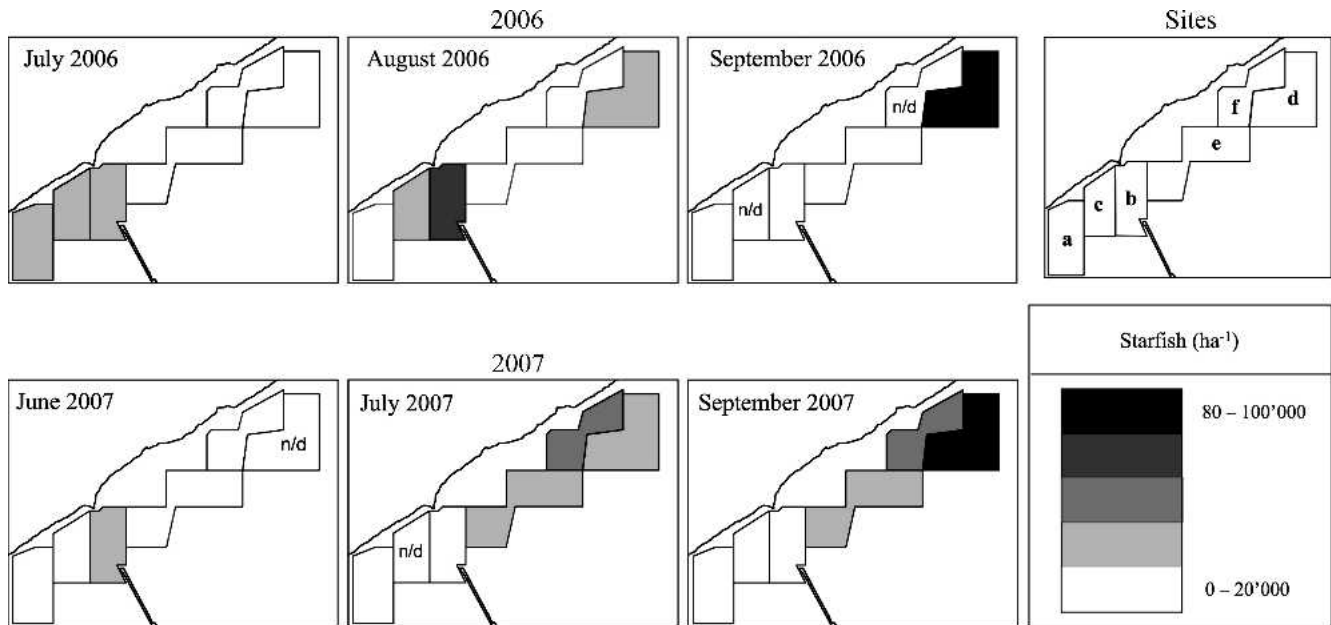 2006
Sites
July 2006
August 2006
September 2006
n/d
n/d
f
d
e
c
b
a
2007
June 2007
July 2007
September 2007
n/d
n/d
Starfish (ha⁻¹)
80 – 100’000
0 – 20’000